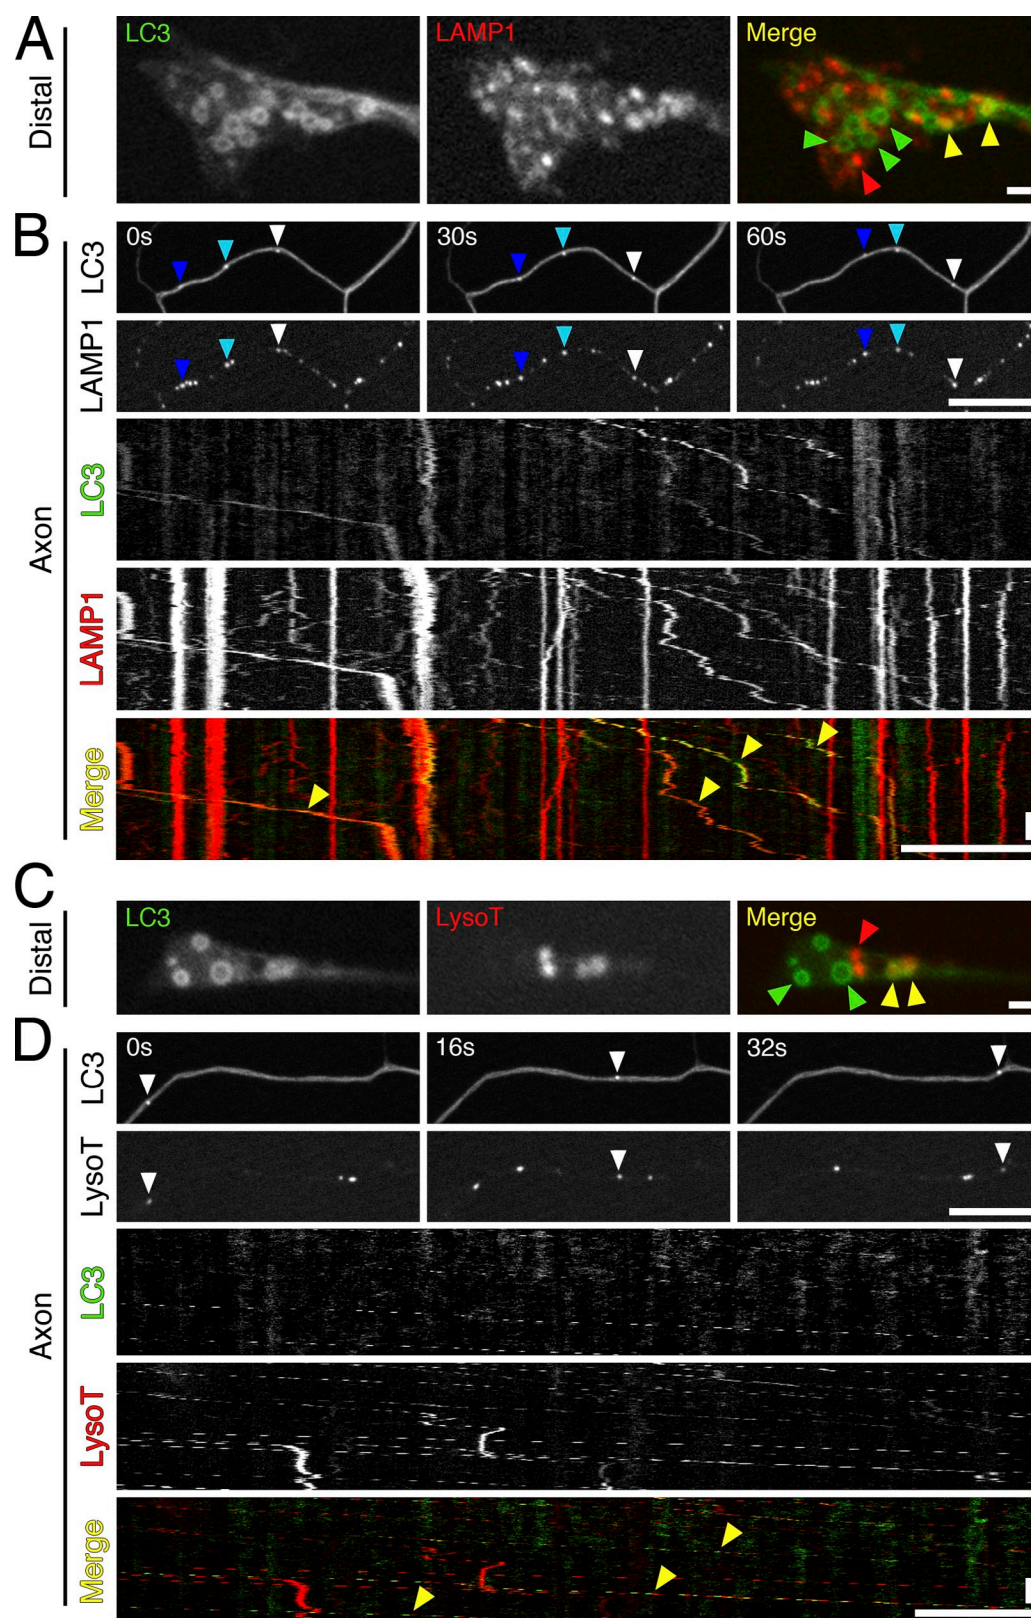 A
Distal
LC3
LAMP1
Merge
B
Axon
LC3
0s
30s
60s
LAMP1
LC3
LAMP1
Merge
C
Distal
LC3
LysoT
Merge
D
Axon
LC3
0s
16s
32s
LysoT
LC3
LysoT
Merge